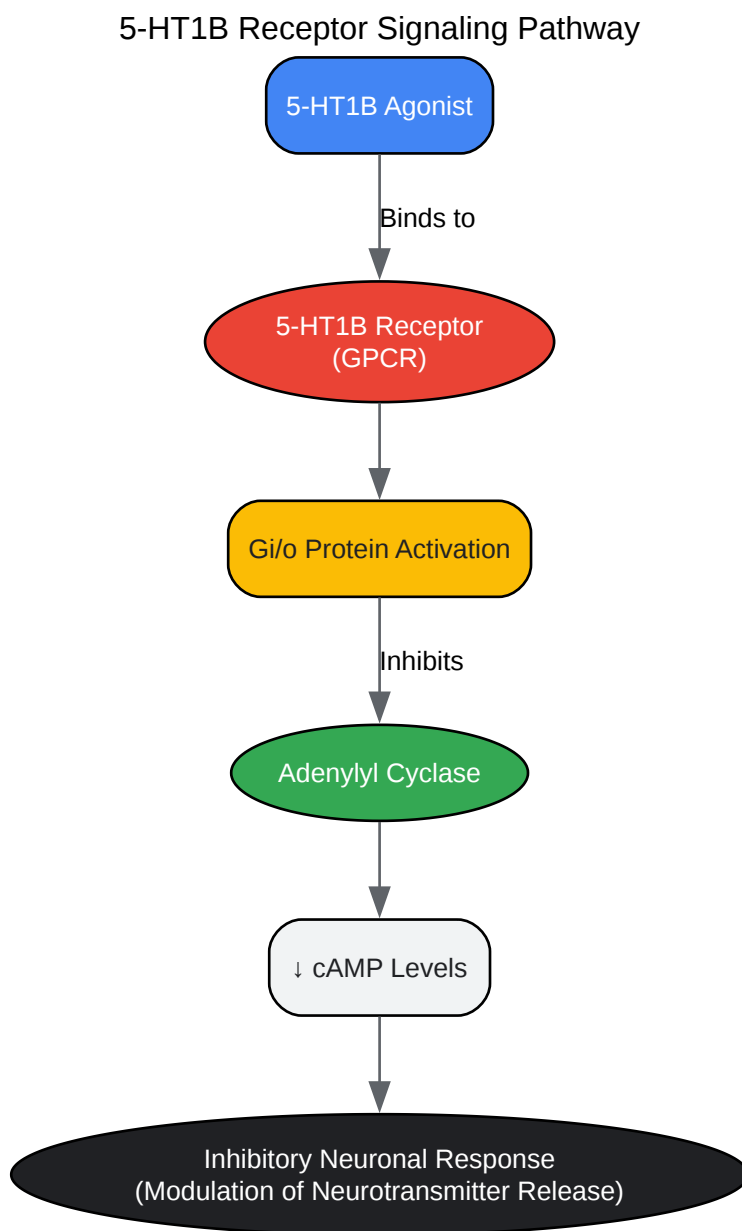 5-HT1B Receptor Signaling Pathway
5-HT1B Agonist
Binds to
5-HT1B Receptor
(GPCR)
Gi/o Protein Activation
Inhibits
Adenylyl Cyclase
↓ cAMP Levels
Inhibitory Neuronal Response
(Modulation of Neurotransmitter Release)